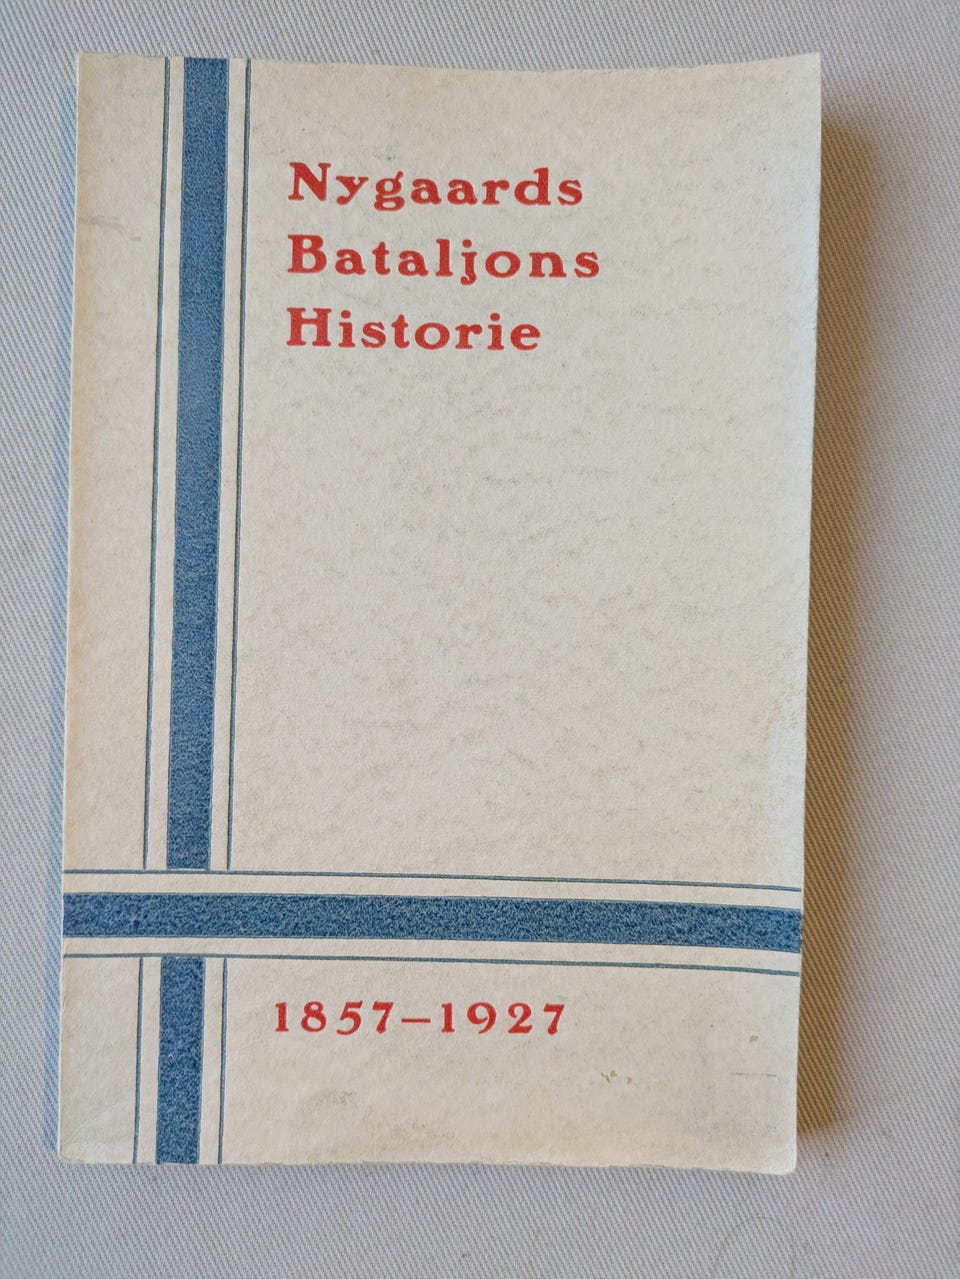 Nygaards
Bataljons
Historie
1857–1927